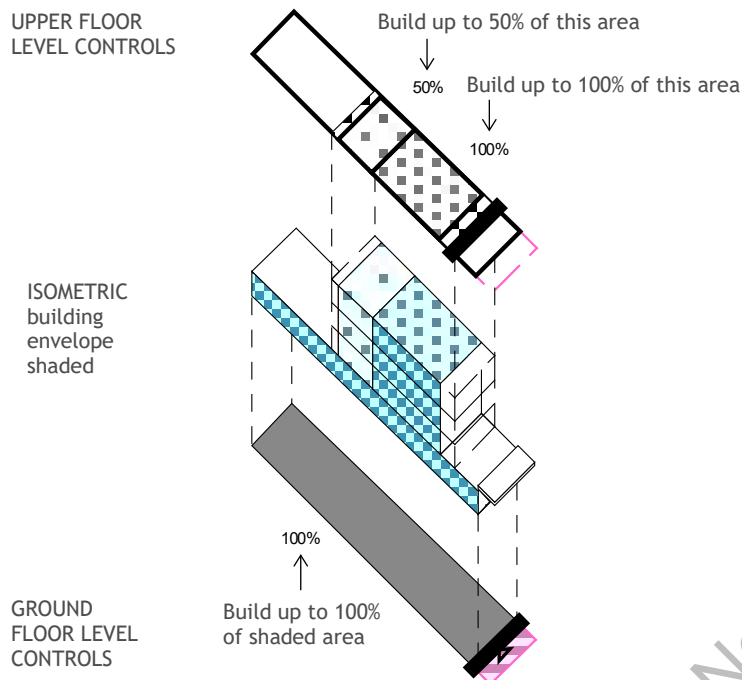 UPPER FLOOR
LEVEL CONTROLS
Build up to 50% of this area
50%
Build up to 100% of this area
100%
ISOMETRIC
building
envelope
shaded
100%
Build up to 100%
of shaded area
GROUND
FLOOR LEVEL
CONTROLS